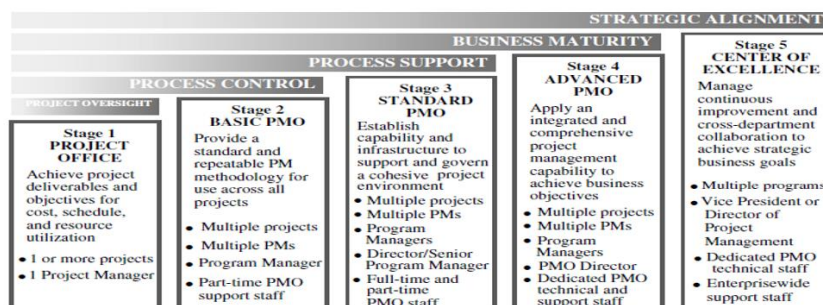 STRATEGIC ALIGNMENT
BUSINESS MATURITY
PROCESS SUPPORT
PROCESS CONTROL
PROJECT OVERSIGHT
Stage 1
PROJECT
OFFICE
Achieve project
deliverables and
objectives for
cost, schedule,
and resource
utilization
• 1 or more projects
• 1 Project Manager
Stage 2
BASIC PMO
Provide a
standard and
repeatable PM
methodology for
use across all
projects
• Multiple projects
• Multiple PMs
• Program Manager
• Part-time PMO
support staff
Stage 3
STANDARD
PMO
Establish
capability and
infrastructure to
support and govern
a cohesive project
environment
• Multiple projects
• Multiple PMs
• Program
Managers
• Director/Senior
Program Manager
• Full-time and
part-time
PMO staff
Stage 4
ADVANCED
PMO
Apply an
integrated and
comprehensive
project
management
capability to
achieve business
objectives
• Multiple projects
• Multiple PMs
• Program
Managers
• PMO Director
• Dedicated PMO
technical and
support staff
Stage 5
CENTER OF
EXCELLENCE
Manage
continuous
improvement and
cross-department
collaboration to
achieve strategic
business goals
• Multiple programs
• Vice President or
Director of
Project
Management
• Dedicated PMO
technical staff
• Enterprisewide
support staff